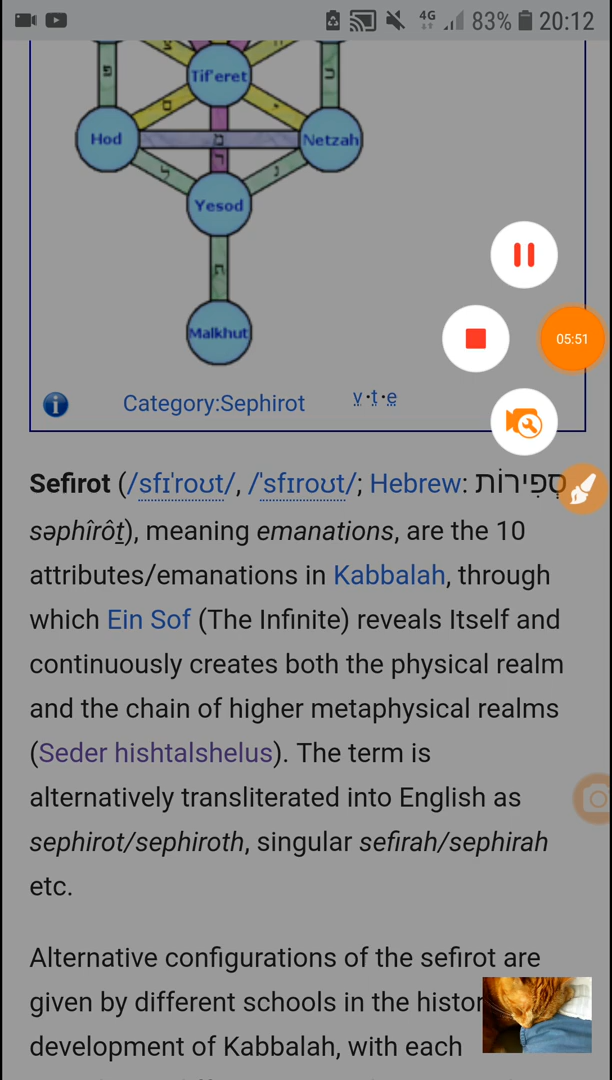 4G 83% 20:12
Tif'eret
פ
ת
Hod
מ
Netzah
ם
י
ל
ר
נ
Yesod
ת
Malkhut
05:51
Category:Sephirot v·t·e
Sefirot (/sfɪˈroʊt/, /ˈsfɪroʊt/; Hebrew: סְפִירוֹת
səphîrôṯ), meaning emanations, are the 10
attributes/emanations in Kabbalah, through
which Ein Sof (The Infinite) reveals Itself and
continuously creates both the physical realm
and the chain of higher metaphysical realms
(Seder hishtalshelus). The term is
alternatively transliterated into English as
sephirot/sephiroth, singular sefirah/sephirah
etc.
Alternative configurations of the sefirot are
given by different schools in the histor
development of Kabbalah, with each